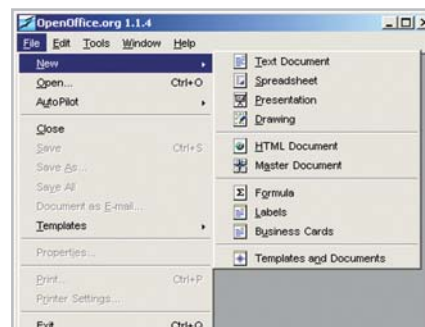 OpenOffice.org 1.1.4
File Edit Tools Window Help
New
Open... Ctrl+O
AutoPilot
Close
Save Ctrl+S
Save As...
Save All
Document as E-mail...
Templates
Properties...
Print... Ctrl+P
Printer Settings...
Exit Ctrl+Q
Text Document
Spreadsheet
Presentation
Drawing
HTML Document
Master Document
Formula
Labels
Business Cards
Templates and Documents